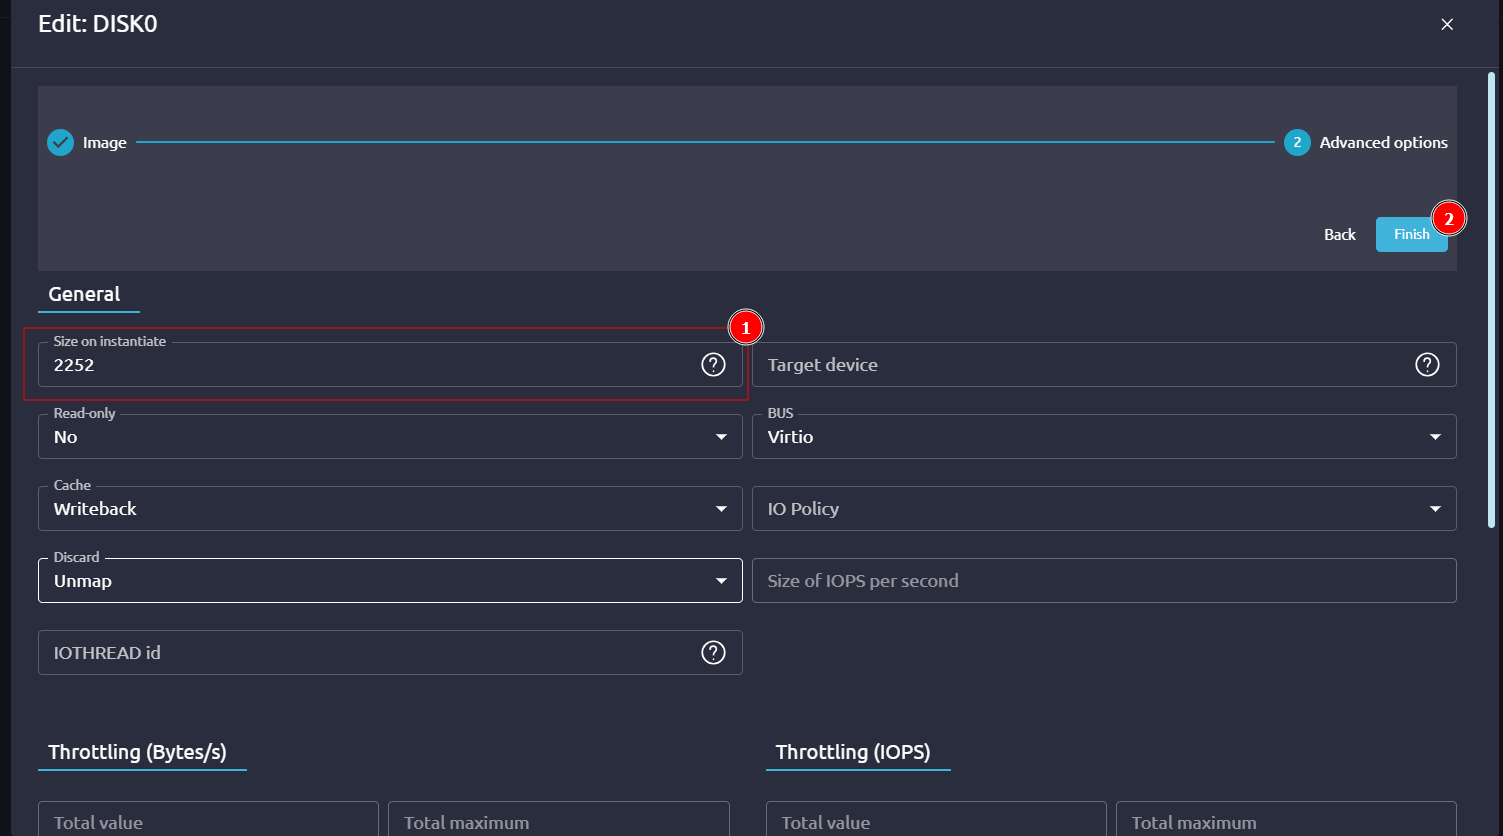 Edit: DISK0
Image
2 Advanced options
Back Finish 2
General
1
Size on instantiate
2252 ? Target device ?
Read-only BUS
No Virtio
Cache
Writeback IO Policy
Discard
Unmap Size of IOPS per second
IOTHREAD id ?
Throttling (Bytes/s) Throttling (IOPS)
Total value Total maximum Total value Total maximum